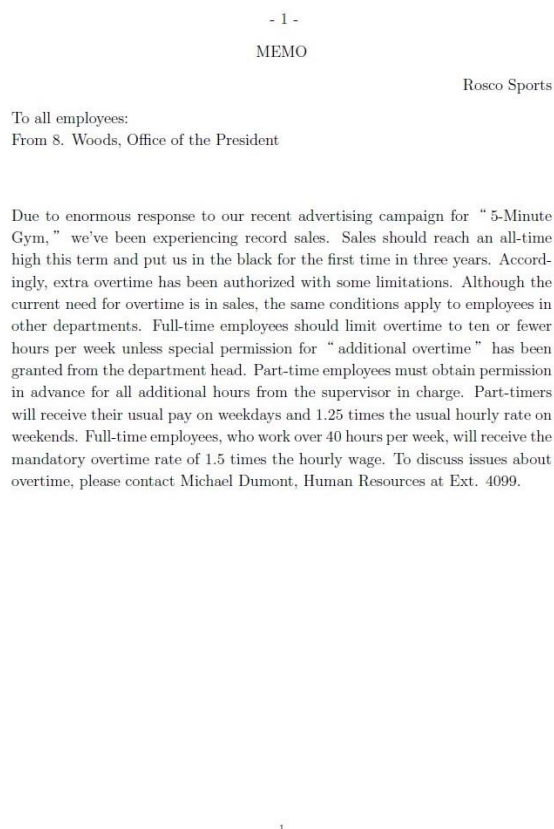 - 1 -
MEMO
Rosco Sports
To all employees:
From 8. Woods, Office of the President
Due to enormous response to our recent advertising campaign for “ 5-Minute
Gym, ” we’ve been experiencing record sales. Sales should reach an all-time
high this term and put us in the black for the first time in three years. Accord-
ingly, extra overtime has been authorized with some limitations. Although the
current need for overtime is in sales, the same conditions apply to employees in
other departments. Full-time employees should limit overtime to ten or fewer
hours per week unless special permission for “ additional overtime ” has been
granted from the department head. Part-time employees must obtain permission
in advance for all additional hours from the supervisor in charge. Part-timers
will receive their usual pay on weekdays and 1.25 times the usual hourly rate on
weekends. Full-time employees, who work over 40 hours per week, will receive the
mandatory overtime rate of 1.5 times the hourly wage. To discuss issues about
overtime, please contact Michael Dumont, Human Resources at Ext. 4099.
1